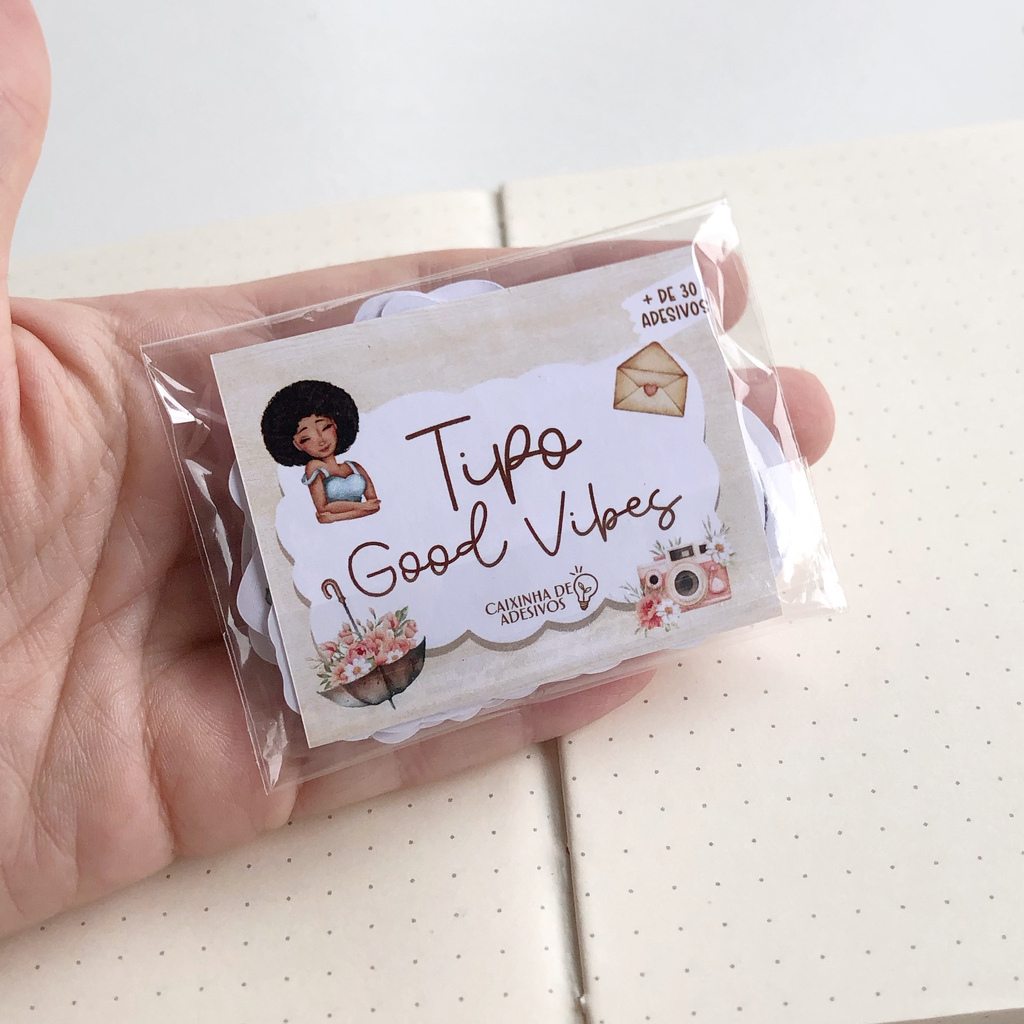 + DE 30
ADESIVOS
Tipo
Good Vibes
CAIXINHA DE
ADESIVOS